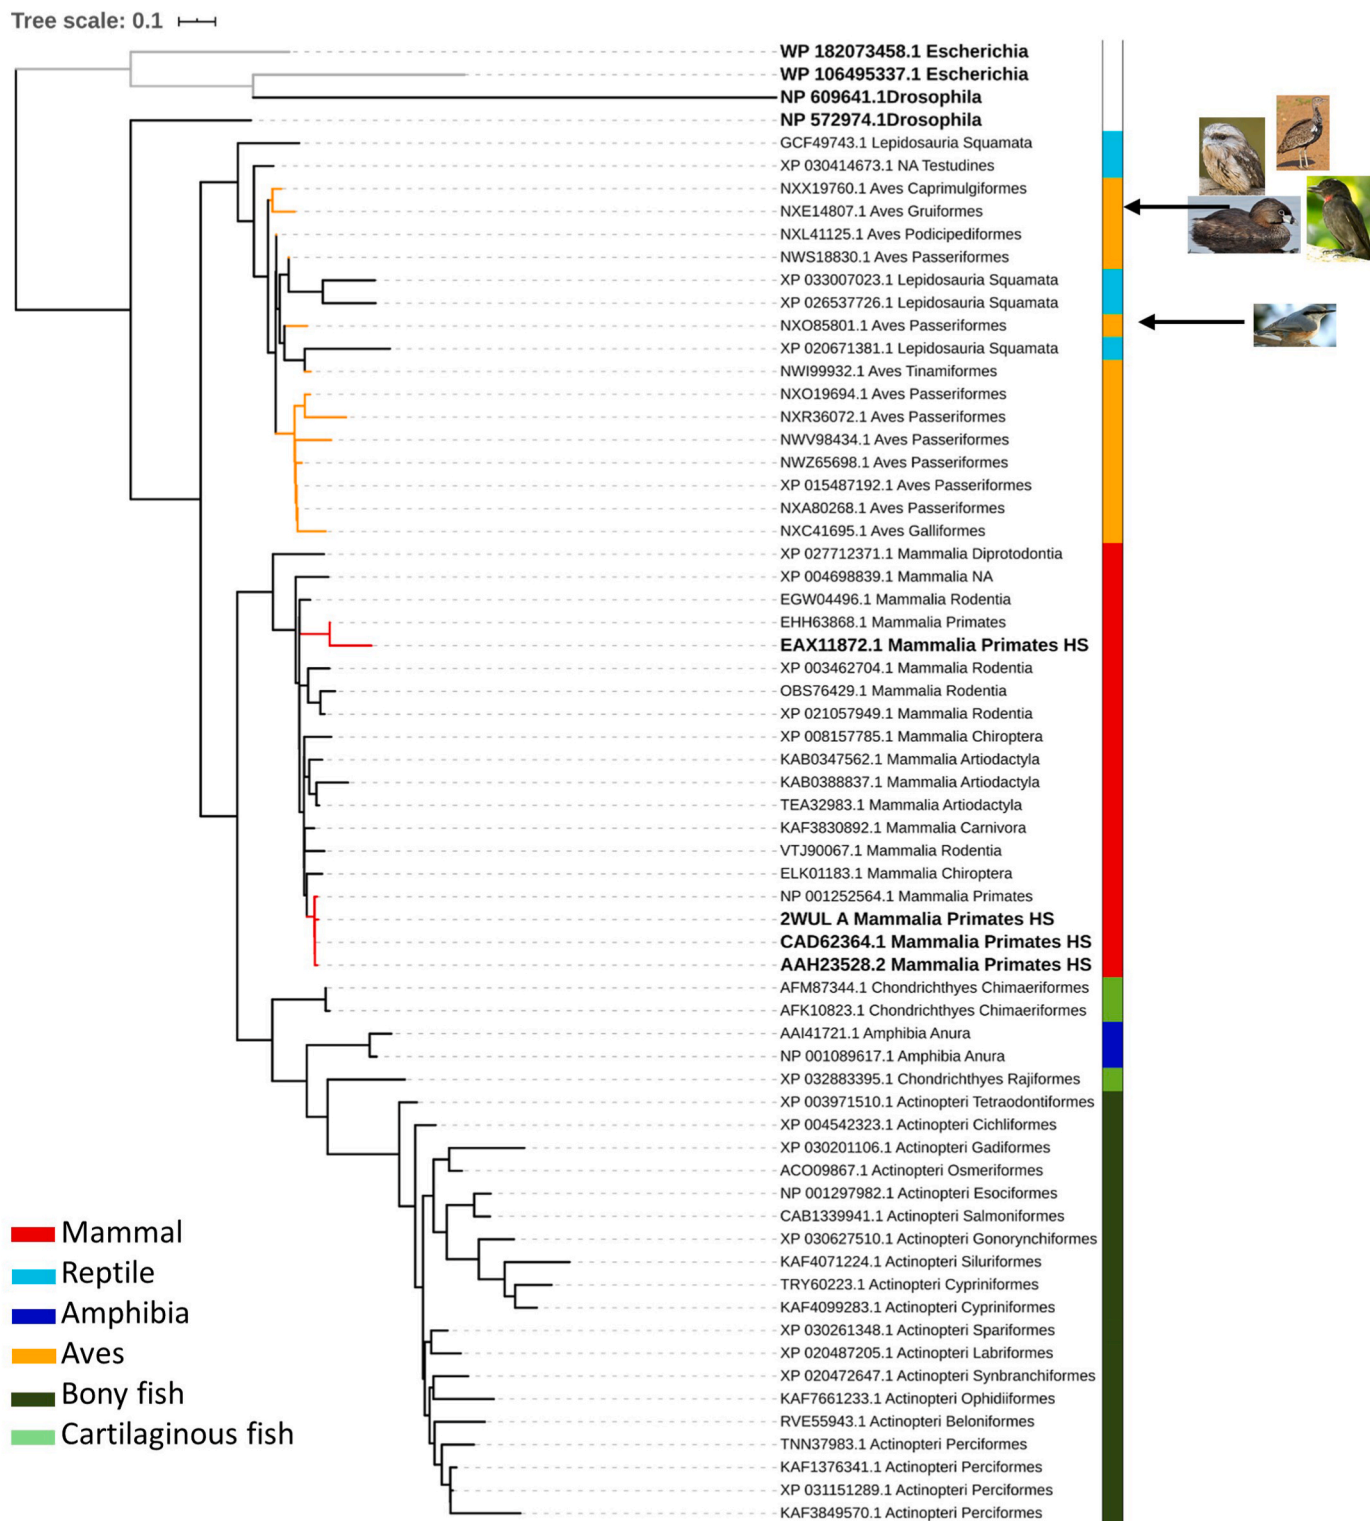 Tree scale: 0.1
WP 182073458.1 Escherichia
WP 106495337.1 Escherichia
NP 609641.1Drosophila
NP 572974.1Drosophila
GCF49743.1 Lepidosauria Squamata
XP 030414673.1 NA Testudines
NXX19760.1 Aves Caprimulgiformes
NXE14807.1 Aves Gruiformes
NXL41125.1 Aves Podicipediformes
NWS18830.1 Aves Passeriformes
XP 033007023.1 Lepidosauria Squamata
XP 026537726.1 Lepidosauria Squamata
NXO85801.1 Aves Passeriformes
XP 020671381.1 Lepidosauria Squamata
NWI99932.1 Aves Tinamiformes
NXO19694.1 Aves Passeriformes
NXR36072.1 Aves Passeriformes
NWV98434.1 Aves Passeriformes
NWZ65698.1 Aves Passeriformes
XP 015487192.1 Aves Passeriformes
NXA80268.1 Aves Passeriformes
NXC41695.1 Aves Galliformes
XP 027712371.1 Mammalia Diprotodontia
XP 004698839.1 Mammalia NA
EGW04496.1 Mammalia Rodentia
EHH63868.1 Mammalia Primates
EAX11872.1 Mammalia Primates HS
XP 003462704.1 Mammalia Rodentia
OBS76429.1 Mammalia Rodentia
XP 021057949.1 Mammalia Rodentia
XP 008157785.1 Mammalia Chiroptera
KAB0347562.1 Mammalia Artiodactyla
KAB0388837.1 Mammalia Artiodactyla
TEA32983.1 Mammalia Artiodactyla
KAF3830892.1 Mammalia Carnivora
VTJ90067.1 Mammalia Rodentia
ELK01183.1 Mammalia Chiroptera
NP 001252564.1 Mammalia Primates
2WUL A Mammalia Primates HS
CAD62364.1 Mammalia Primates HS
AAH23528.2 Mammalia Primates HS
AFM87344.1 Chondrichthyes Chimaeriformes
AFK10823.1 Chondrichthyes Chimaeriformes
AAI41721.1 Amphibia Anura
NP 001089617.1 Amphibia Anura
XP 032883395.1 Chondrichthyes Rajiformes
XP 003971510.1 Actinopteri Tetraodontiformes
XP 004542323.1 Actinopteri Cichliformes
XP 030201106.1 Actinopteri Gadiformes
ACO09867.1 Actinopteri Osmeriformes
NP 001297982.1 Actinopteri Esociformes
CAB1339941.1 Actinopteri Salmoniformes
XP 030627510.1 Actinopteri Gonorynchiformes
KAF4071224.1 Actinopteri Siluriformes
TRY60223.1 Actinopteri Cypriniformes
KAF4099283.1 Actinopteri Cypriniformes
XP 030261348.1 Actinopteri Spariformes
XP 020487205.1 Actinopteri Labriformes
XP 020472647.1 Actinopteri Synbranchiformes
KAF7661233.1 Actinopteri Ophidiiformes
RVE55943.1 Actinopteri Beloniformes
TNN37983.1 Actinopteri Perciformes
KAF1376341.1 Actinopteri Perciformes
XP 031151289.1 Actinopteri Perciformes
KAF3849570.1 Actinopteri Perciformes
Mammal
Reptile
Amphibia
Aves
Bony fish
Cartilaginous fish